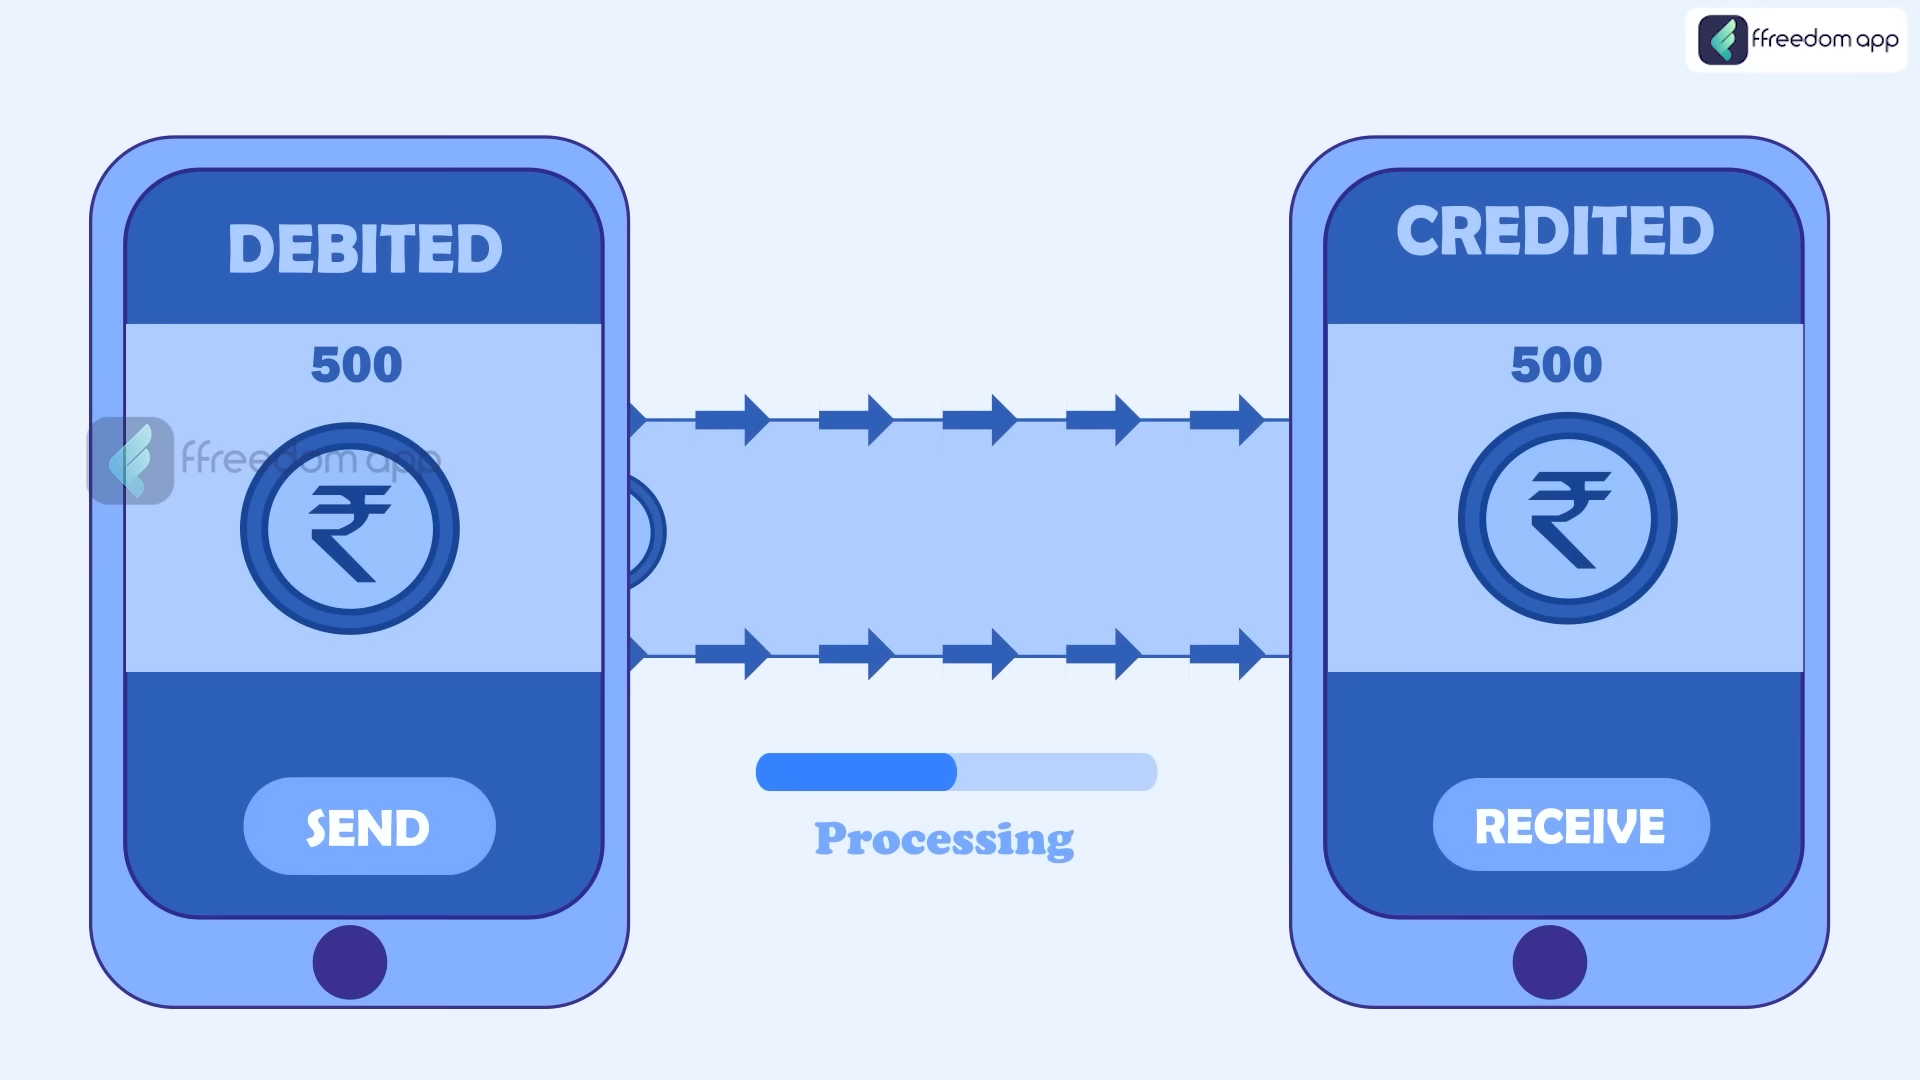 ffreedom app
DEBITED
500
ffreedom app
₹
SEND
Processing
CREDITED
500
₹
RECEIVE